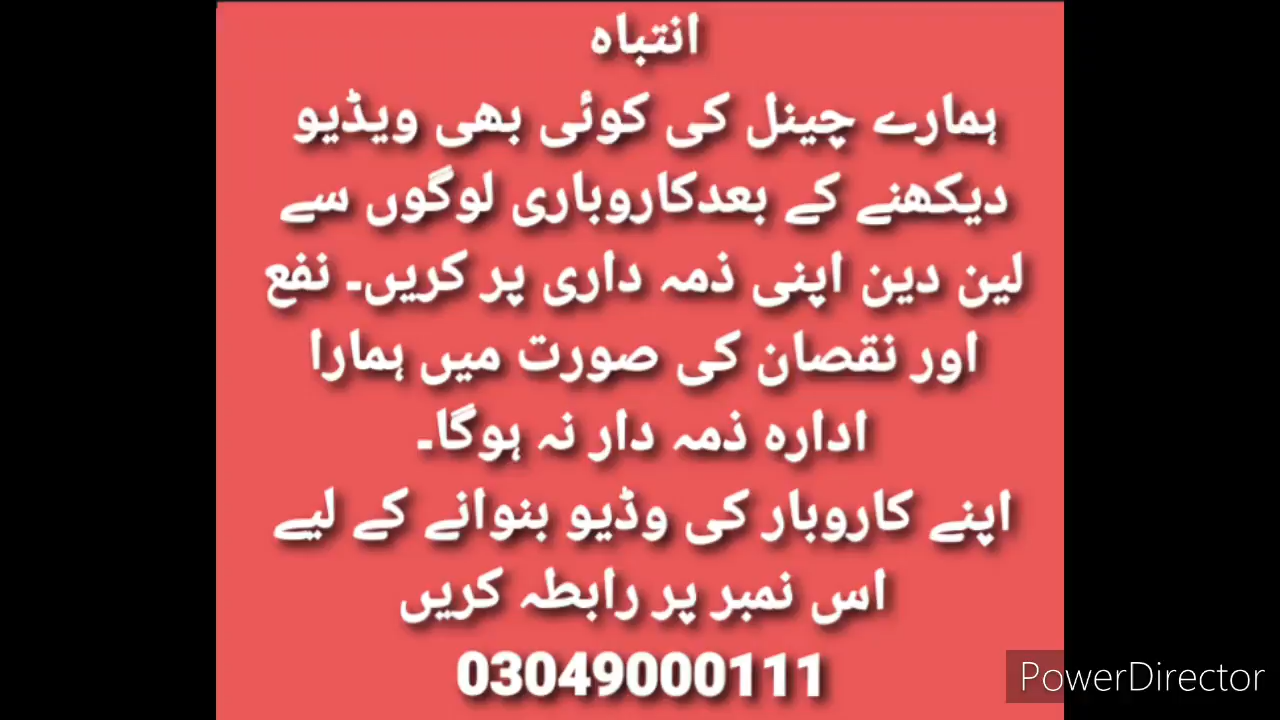 انتباہ
ہمارے چینل کی کوئی بھی ویڈیو
دیکھنے کے بعدکاروباری لوگوں سے
لین دین اپنی ذمہ داری پر کریں۔ نفع
اور نقصان کی صورت میں ہمارا
ادارہ ذمہ دار نہ ہوگا۔
اپنے کاروبار کی وڈیو بنوانے کے لیے
اس نمبر پر رابطہ کریں
03049000111
PowerDirector